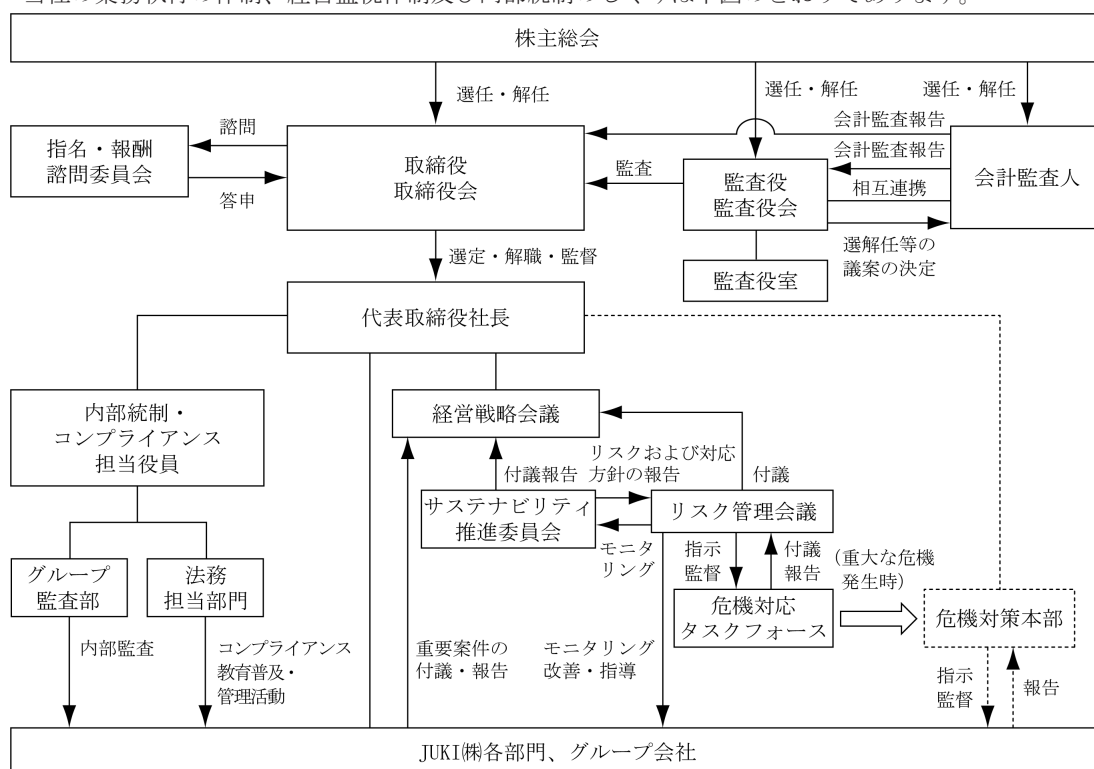 株主総会
選任・解任
選任・解任
選任・解任
指名・報酬
諮問委員会
諮問
答申
取締役
取締役会
監査
会計監査報告
会計監査報告
相互連携
監査役
監査役会
会計監査人
選解任等の
議案の決定
監査役室
選定・解職・監督
代表取締役社長
内部統制・
コンプライアンス
担当役員
経営戦略会議
付議報告
リスクおよび対応
方針の報告
付議
サステナビリティ
推進委員会
リスク管理会議
モニタ
リング
指示
監督
付議
報告
(重大な危機
発生時)
グループ
監査部
法務
担当部門
危機対応
タスクフォース
危機対策本部
内部監査
コンプライアンス
教育普及・
管理活動
重要案件の
付議・報告
モニタリング
改善・指導
指示
監督
報告
JUKI㈱各部門、グループ会社